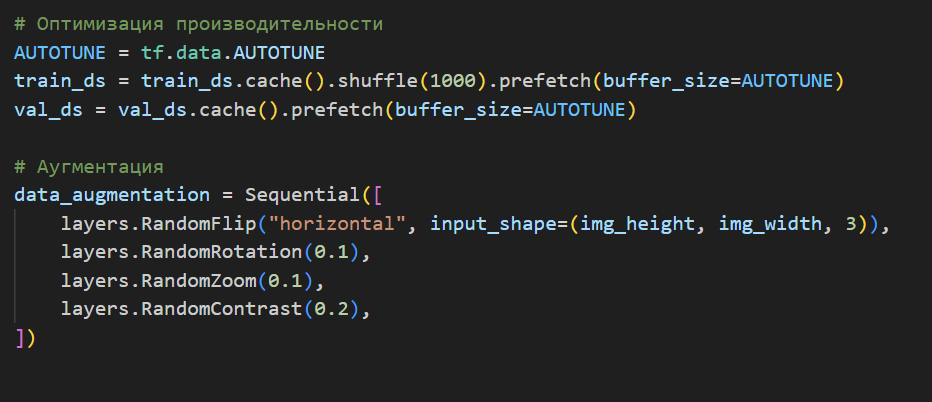 # Оптимизация производительности
AUTOTUNE = tf.data.AUTOTUNE
train_ds = train_ds.cache().shuffle(1000).prefetch(buffer_size=AUTOTUNE)
val_ds = val_ds.cache().prefetch(buffer_size=AUTOTUNE)
# Аугментация
data_augmentation = Sequential([
    layers.RandomFlip("horizontal", input_shape=(img_height, img_width, 3)),
    layers.RandomRotation(0.1),
    layers.RandomZoom(0.1),
    layers.RandomContrast(0.2),
])